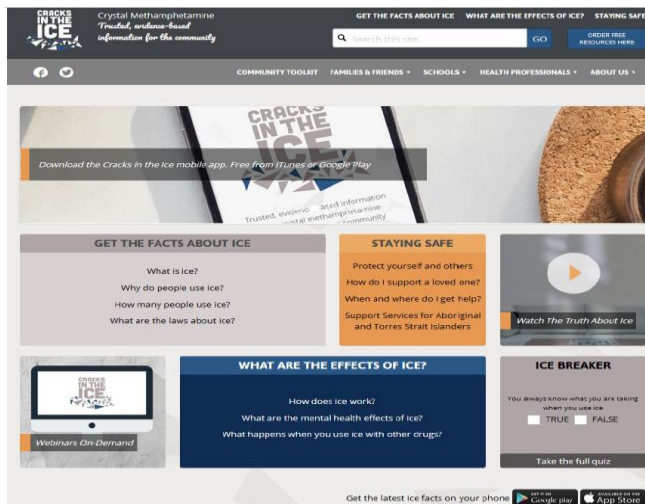 CRACKS
IN THE
ICE
Crystal Methamphetamine
Trusted, evidence-based
information for the community
GET THE FACTS ABOUT ICE WHAT ARE THE EFFECTS OF ICE? STAYING SAFE
Search this site
GO
ORDER FREE
RESOURCES HERE
COMMUNITY TOOLKIT FAMILIES & FRIENDS SCHOOLS HEALTH PROFESSIONALS ABOUT US
CRACKS
IN THE
ICE
Download the Cracks in the Ice mobile app. Free from iTunes or Google Play
Trusted, ased information
methamphetamine
community
GET THE FACTS ABOUT ICE
What is ice?
Why do people use ice?
How many people use ice?
What are the laws about ice?
STAYING SAFE
Protect yourself and others
How do I support a loved one?
When and where do I get help?
Support Services for Aboriginal
and Torres Strait Islanders
Watch The Truth About Ice
CRACKS
IN THE
ICE
Webinars On-Demand
WHAT ARE THE EFFECTS OF ICE?
How does ice work?
What are the mental health effects of ice?
What happens when you use ice with other drugs?
ICE BREAKER
You always know what you are taking
when you use ice
TRUE FALSE
Take the full quiz
Get the latest ice facts on your phone
GET IT ON
Google play
AVAILABLE ON THE
App Store